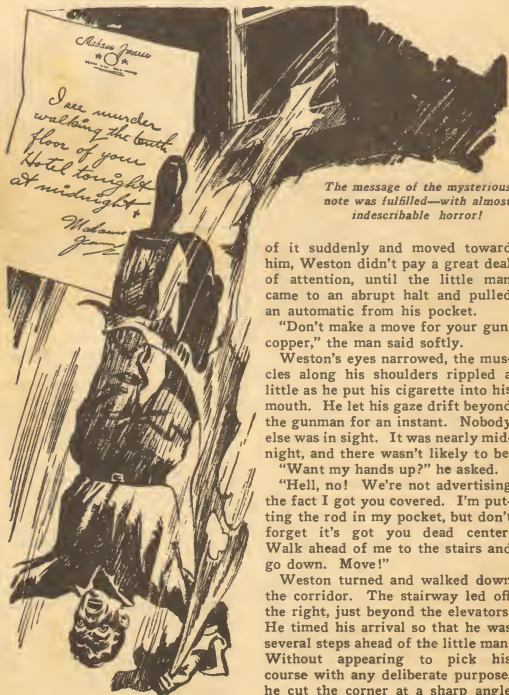 Madam
I see murder
walking the tenth
floor of your
Hotel tonight
at midnight
Madame
The message of the mysterious
note was fulfilled—with almost
indescribable horror!
of it suddenly and moved toward
him, Weston didn't pay a great deal
of attention, until the little man
came to an abrupt halt and pulled
an automatic from his pocket.
"Don't make a move for your gun
copper," the man said softly.
Weston's eyes narrowed, the mus-
cles along his shoulders rippled a
little as he put his cigarette into his
mouth. He let his gaze drift beyond
the gunman for an instant. Nobody
else was in sight. It was nearly mid-
night, and there wasn't likely to be
"Want my hands up?" he asked.
"Hell, no! We're not advertising
the fact I got you covered. I'm put-
ting the rod in my pocket, but don't
forget it's got you dead center
Walk ahead of me to the stairs and
go down. Move!"
Weston turned and walked down
the corridor. The stairway led off
the right, just beyond the elevators
He timed his arrival so that he was
several steps ahead of the little man
Without appearing to pick his
course with any deliberate purpose
he cut the corner at a sharp angle